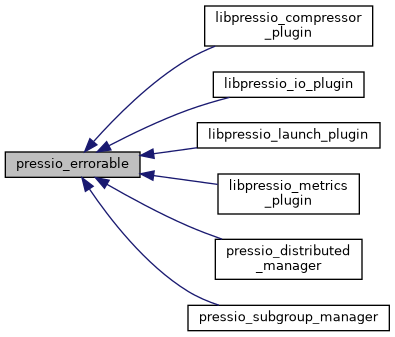 libpressio_compressor
_plugin
libpressio_io_plugin
libpressio_launch_plugin
pressio_errorable
libpressio_metrics
_plugin
pressio_distributed
_manager
pressio_subgroup_manager